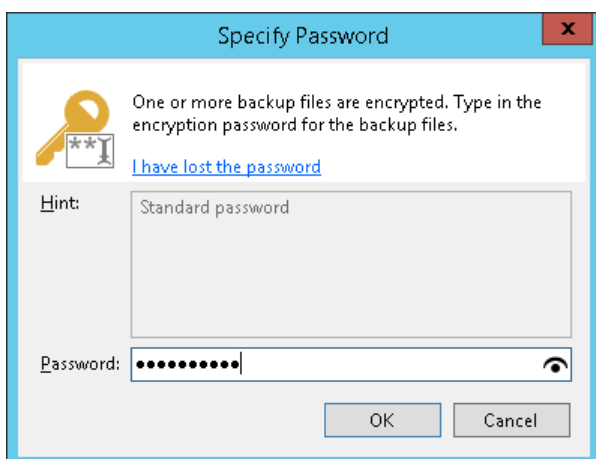 Specify Password
x
One or more backup files are encrypted. Type in the
encryption password for the backup files.
**I
I have lost the password
Hint:
Standard password
Password: ●●●●●●●●●●
OK
Cancel